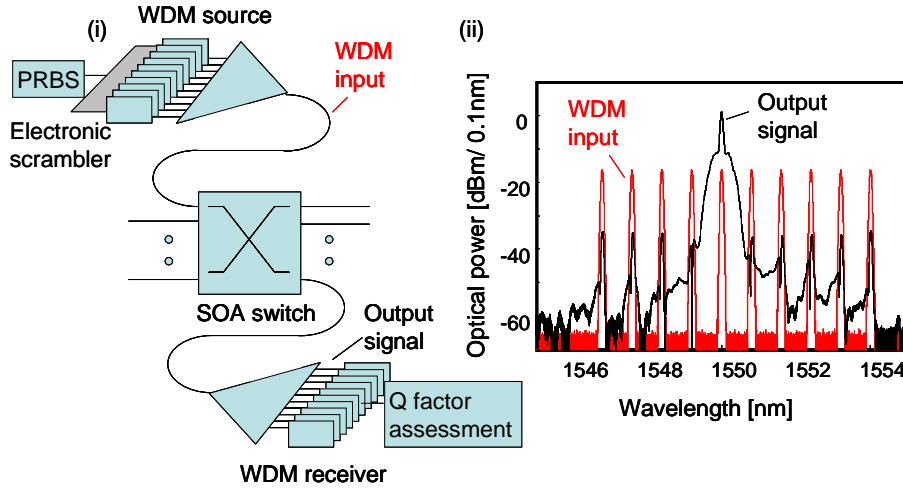 (i)
WDM source
PRBS
Electronic
scrambler
WDM
input
SOA switch
Output
signal
Q factor
assessment
WDM receiver
(ii)
Optical power [dBm/ 0.1nm]
0
-20
-40
-60
WDM
input
Output
signal
1546 1548 1550 1552 1554
Wavelength [nm]